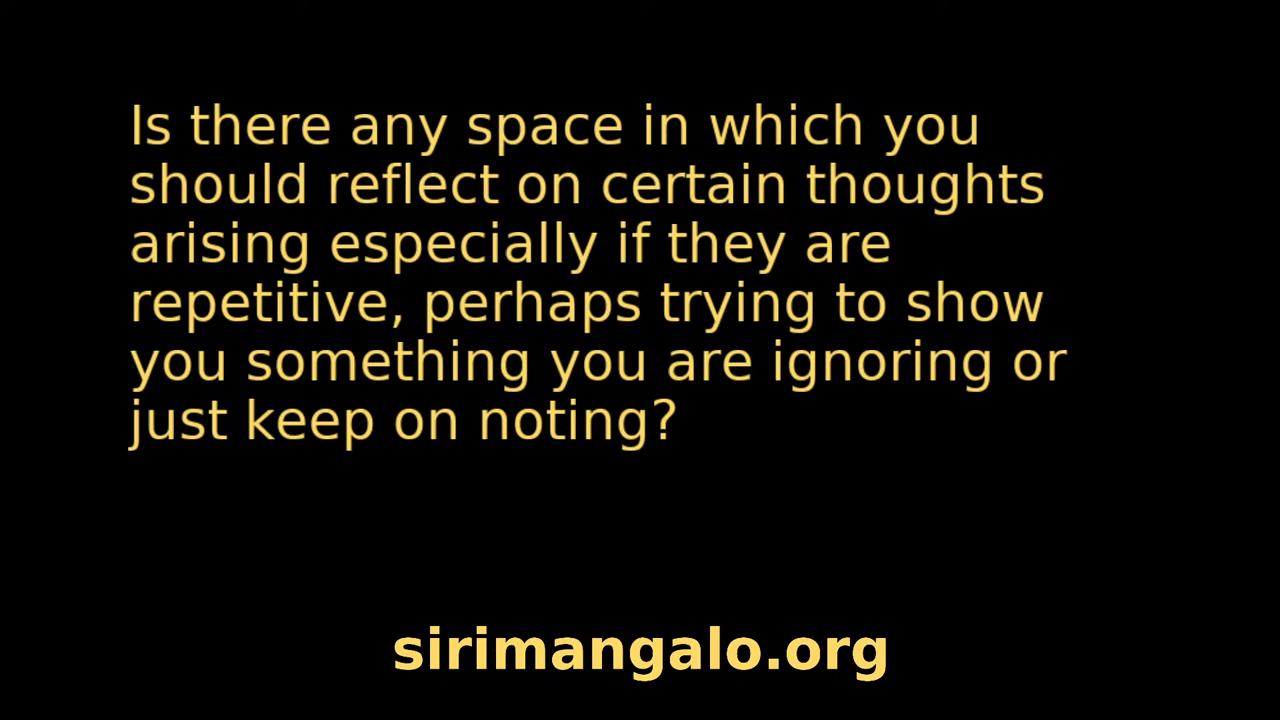 Is there any space in which you
should reflect on certain thoughts
arising especially if they are
repetitive, perhaps trying to show
you something you are ignoring or
just keep on noting?
sirimangalo.org